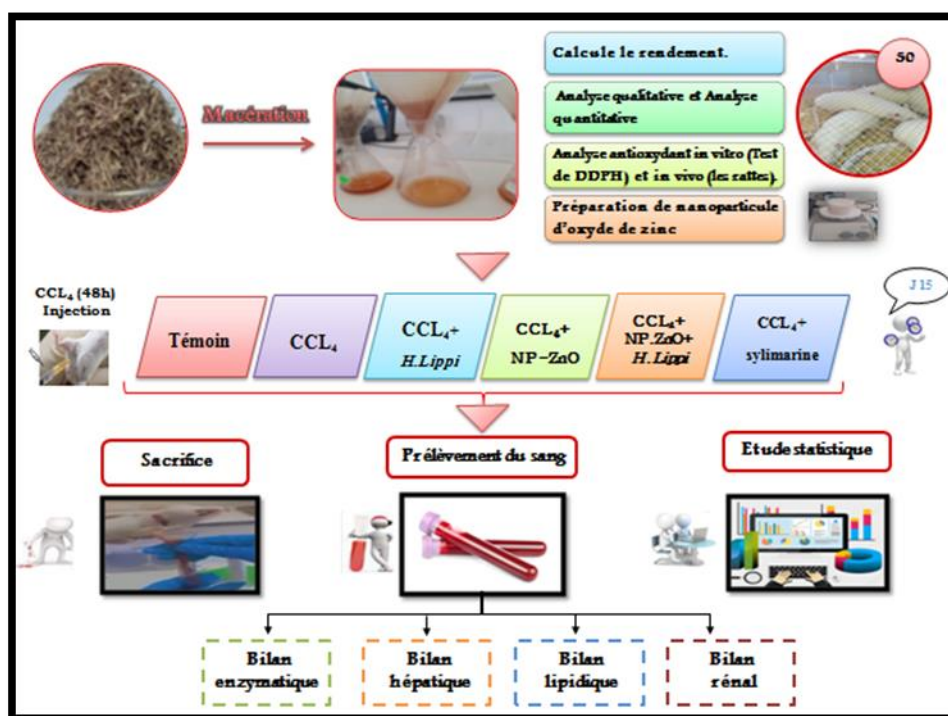 Macération
Calcule le rendement.
Analyse qualitative et Analyse
quantitative
Analyse antioxydant in vitro (Test
de DDPH) et in vivo (les rattes).
Préparation de nanoparticule
d'oxyde de zinc
50
CCL₄ (48h)
Injection
Témoin
CCL₄
CCL₄+
H.Lippi
CCL₄+
NP-ZnO
CCL₄+
NP.ZnO+
H.Lippi
CCL₄+
sylimarine
J 15
Sacrifice
Prélèvement du sang
Etude statistique
Bilan
enzymatique
Bilan
hépatique
Bilan
lipidique
Bilan
rénal